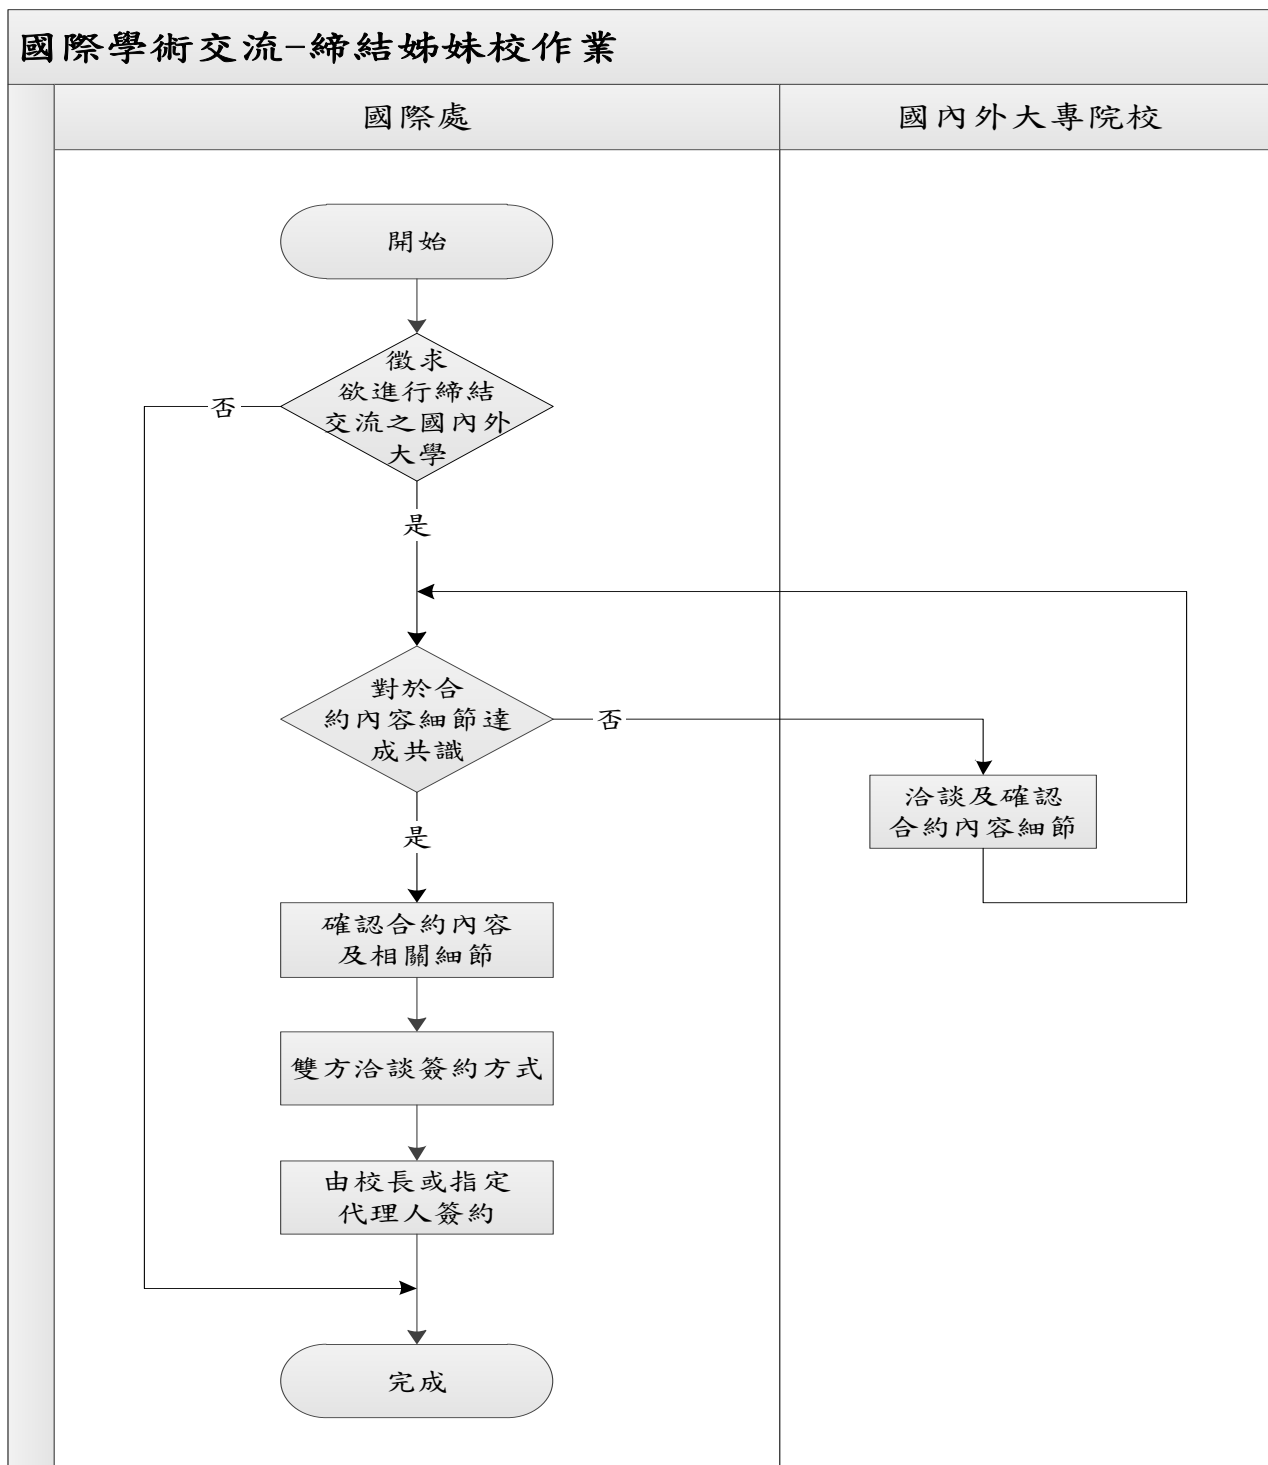 國際學術交流-締結姊妹校作業
國際處
國內外大專院校
開始
徵求
欲進行締結
交流之國內外
大學
否
是
對於合
約內容細節達
成共識
否
洽談及確認
合約內容細節
是
確認合約內容
及相關細節
雙方洽談簽約方式
由校長或指定
代理人簽約
完成